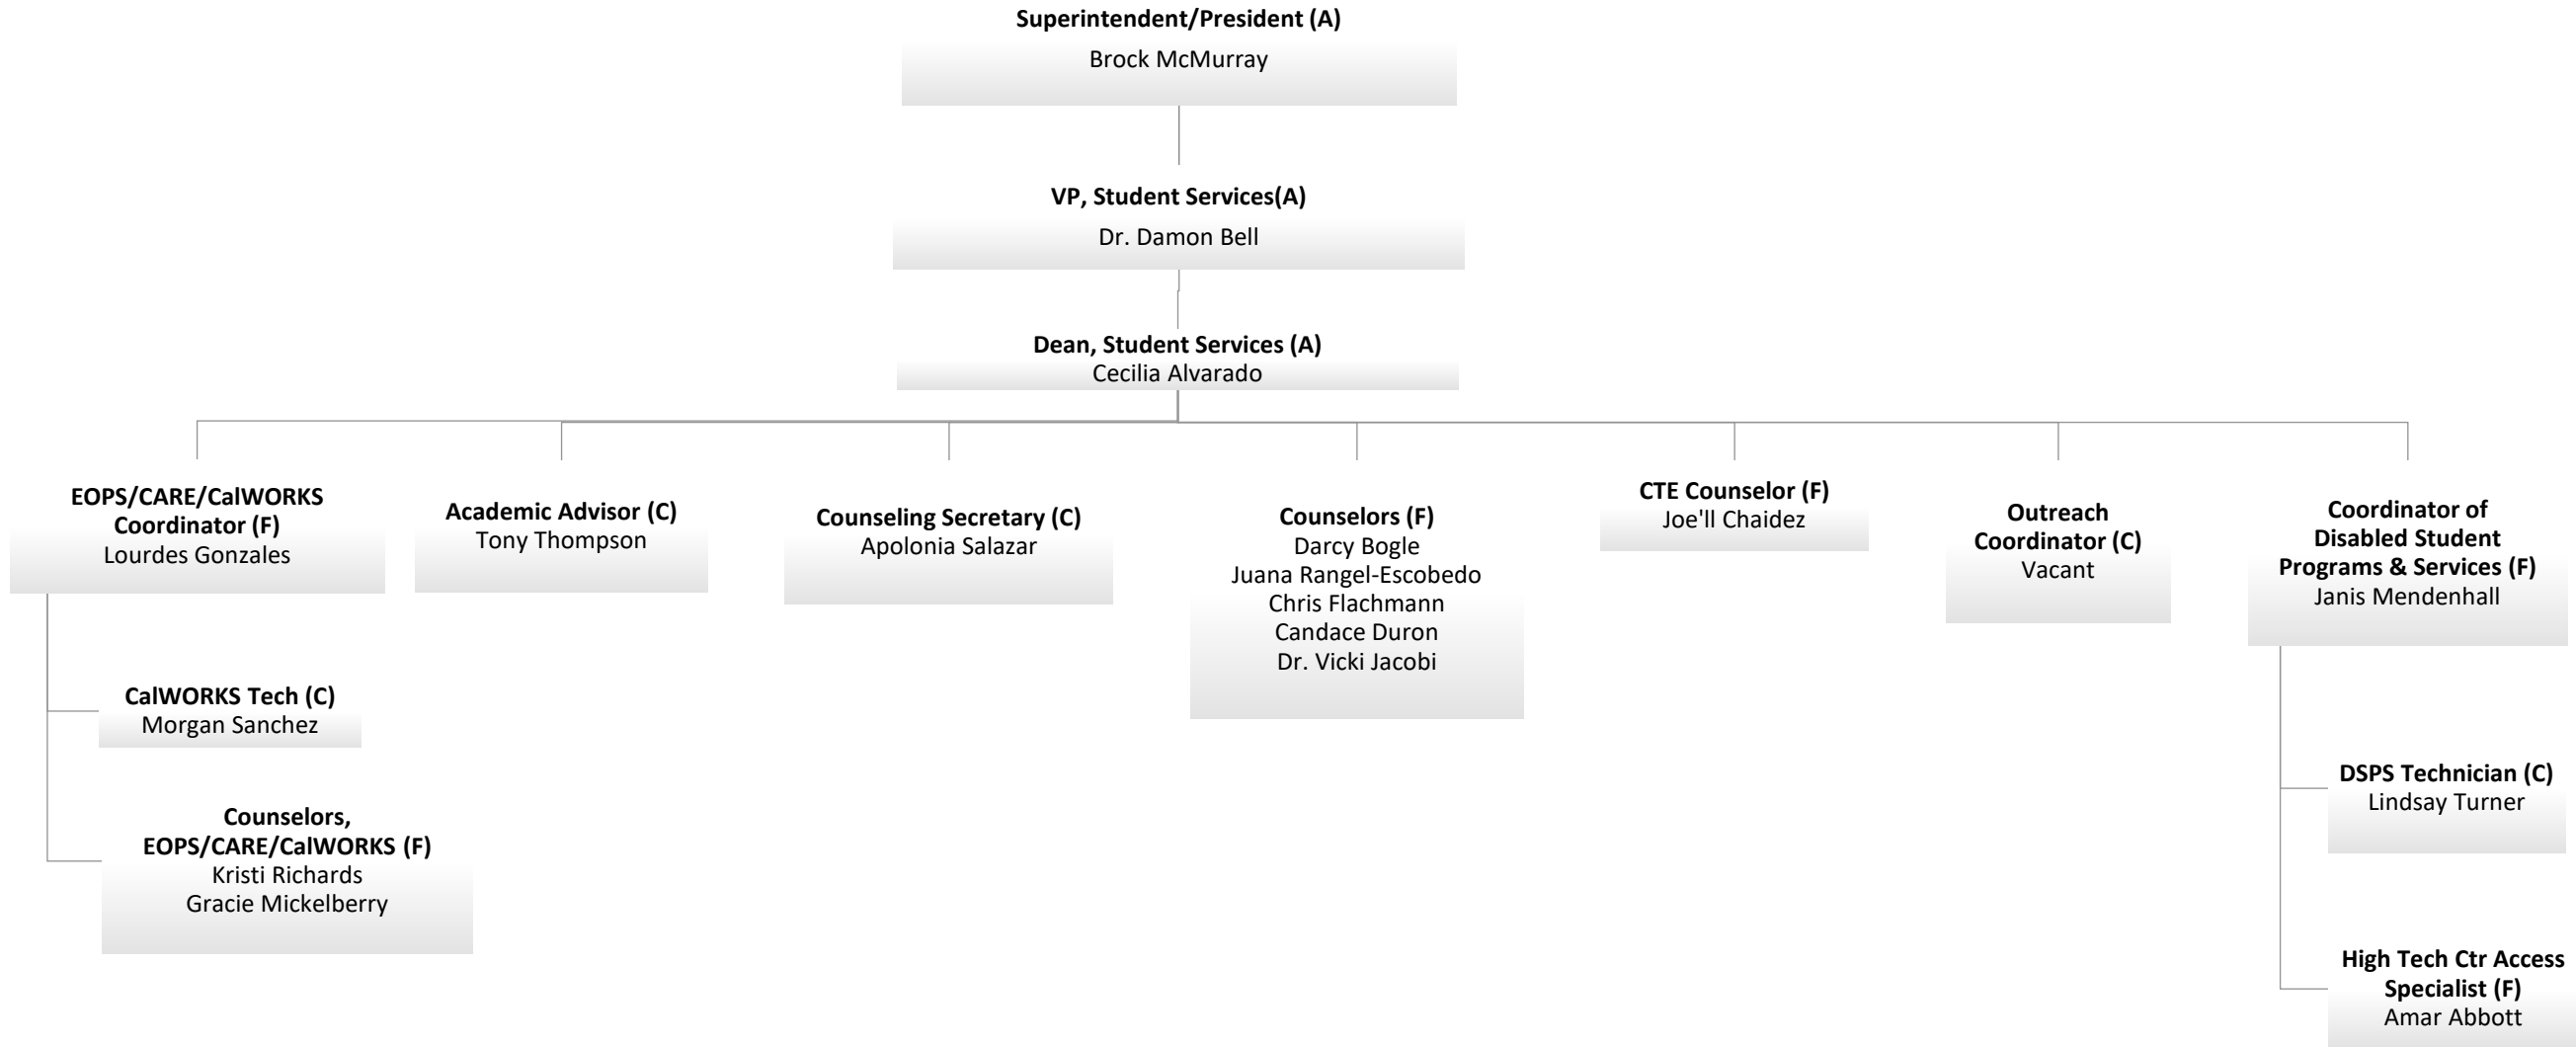 Superintendent/President (A)
Brock McMurray
VP, Student Services(A)
Dr. Damon Bell
Dean, Student Services (A)
Cecilia Alvarado
EOPS/CARE/CalWORKS
Coordinator (F)
Lourdes Gonzales
Academic Advisor (C)
Tony Thompson
Counseling Secretary (C)
Apolonia Salazar
Counselors (F)
Darcy Bogle
Juana Rangel-Escobedo
Chris Flachmann
Candace Duron
Dr. Vicki Jacobi
CTE Counselor (F)
Joe'll Chaidez
Outreach
Coordinator (C)
Vacant
Coordinator of
Disabled Student
Programs & Services (F)
Janis Mendenhall
CalWORKS Tech (C)
Morgan Sanchez
Counselors,
EOPS/CARE/CalWORKS (F)
Kristi Richards
Gracie Mickelberry
DSPS Technician (C)
Lindsay Turner
High Tech Ctr Access
Specialist (F)
Amar Abbott